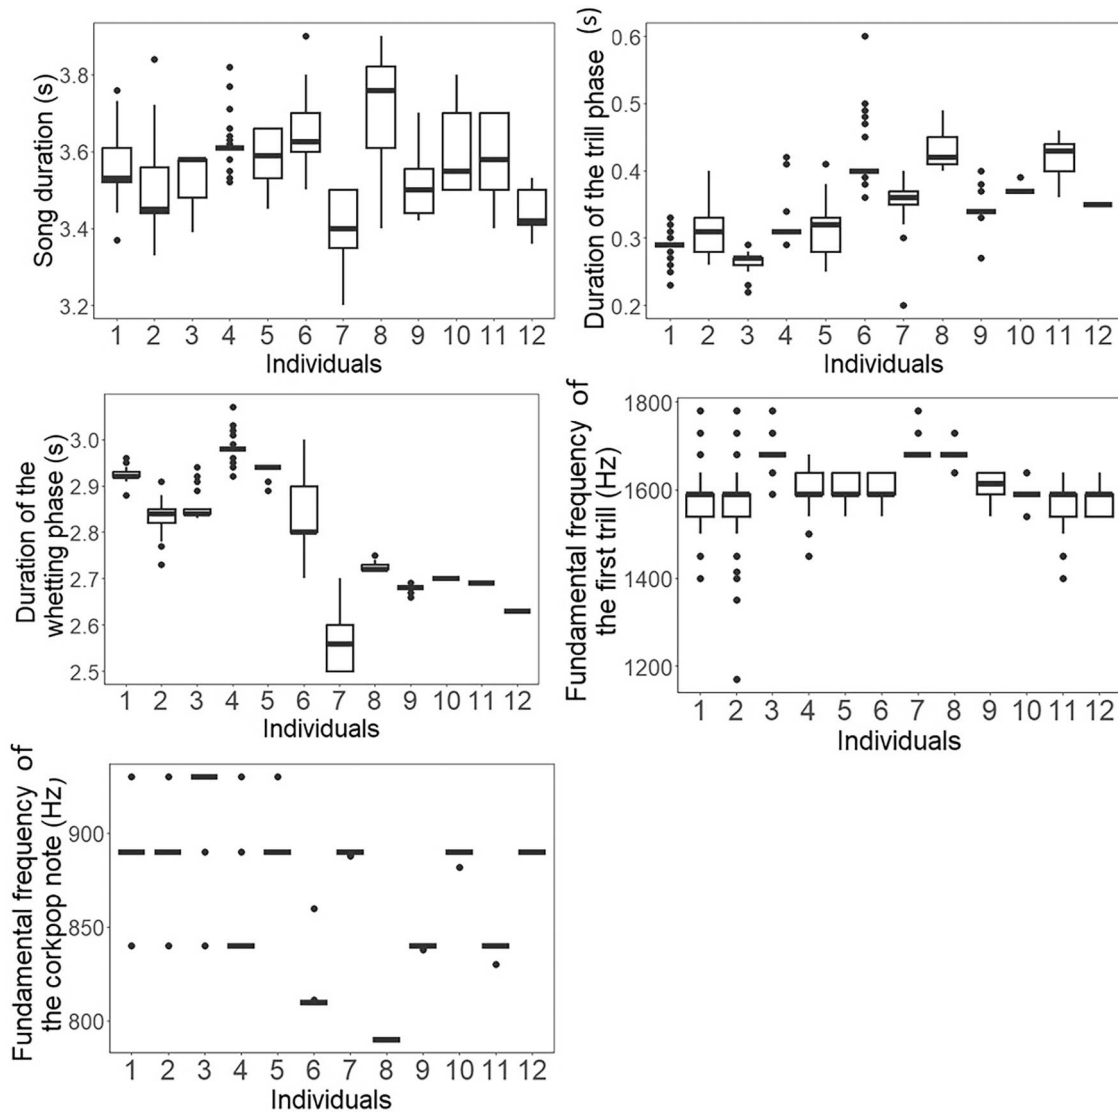 Song duration (s)
3.8
3.6
3.4
3.2
1 2 3 4 5 6 7 8 9 10 11 12
Individuals
Duration of the trill phase (s)
0.6
0.5
0.4
0.3
0.2
1 2 3 4 5 6 7 8 9 10 11 12
Individuals
Duration of the
whetting phase (s)
3.0
2.9
2.8
2.7
2.6
2.5
1 2 3 4 5 6 7 8 9 10 11 12
Individuals
Fundamental frequency of
the first trill (Hz)
1800
1600
1400
1200
1 2 3 4 5 6 7 8 9 10 11 12
Individuals
Fundamental frequency of
the corkpop note (Hz)
900
850
800
1 2 3 4 5 6 7 8 9 10 11 12
Individuals